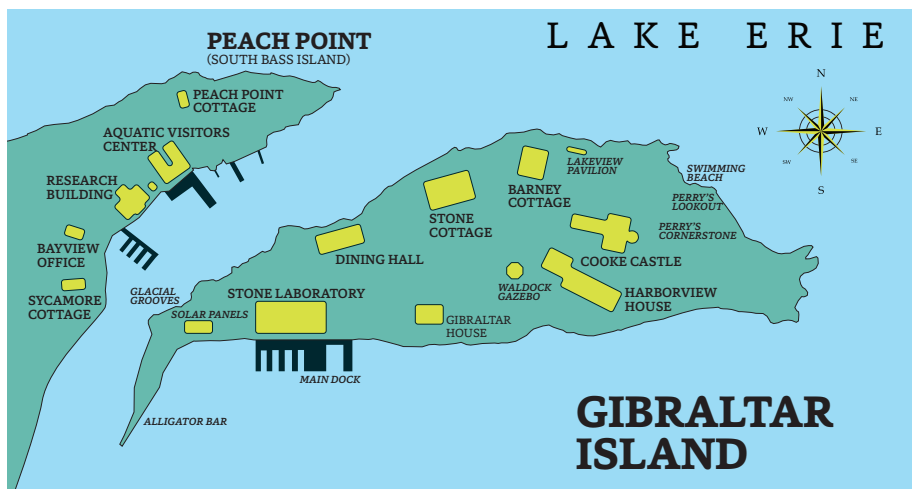 LAKE ERIE
PEACH POINT
(SOUTH BASS ISLAND)
PEACH POINT
COTTAGE
AQUATIC VISITORS
CENTER
RESEARCH
BUILDING
BAYVIEW
OFFICE
SYCAMORE
COTTAGE
N
NW
NE
W
E
SW
SE
S
LAKEVIEW
PAVILION
BARNEY
COTTAGE
SWIMMING
BEACH
PERRY'S
LOOKOUT
PERRY'S
CORNERSTONE
STONE
COTTAGE
COOKE CASTLE
DINING HALL
WALDOCK
GAZEBO
HARBORVIEW
HOUSE
GLACIAL
GROOVES
STONE LABORATORY
SOLAR PANELS
GIBRALTAR
HOUSE
MAIN DOCK
ALLIGATOR BAR
GIBRALTAR
ISLAND